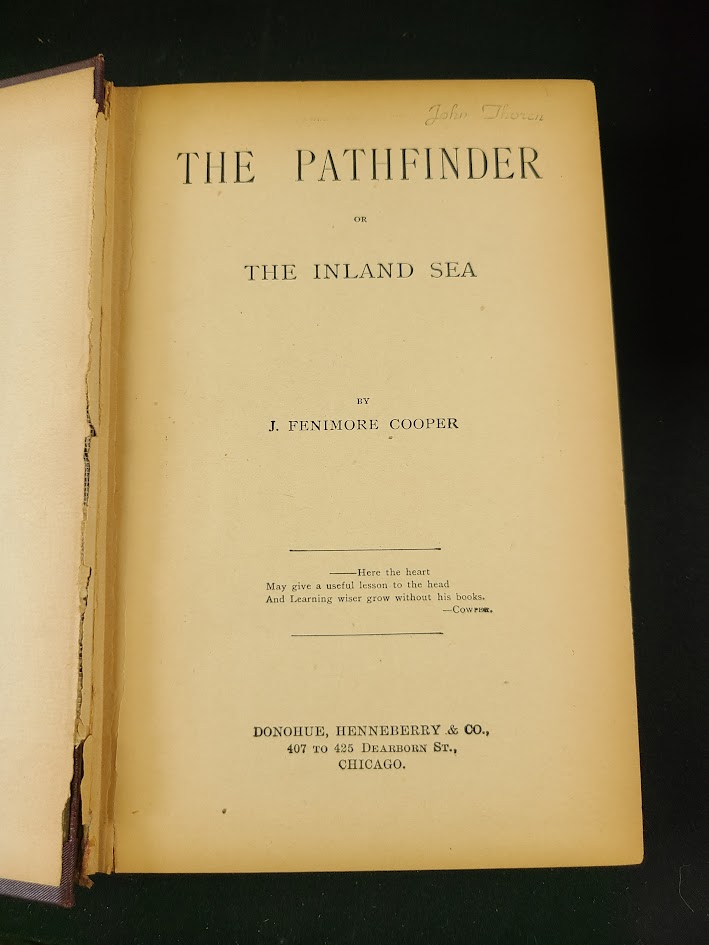 John
THE PATHFINDER
OR
THE INLAND SEA
BY
J. FENIMORE COOPER
——Here the heart
May give a useful lesson to the head
And Learning wiser grow without his books.
—COWPER.
DONOHUE, HENNEBERRY & CO.,
407 TO 425 DEARBORN ST.,
CHICAGO.